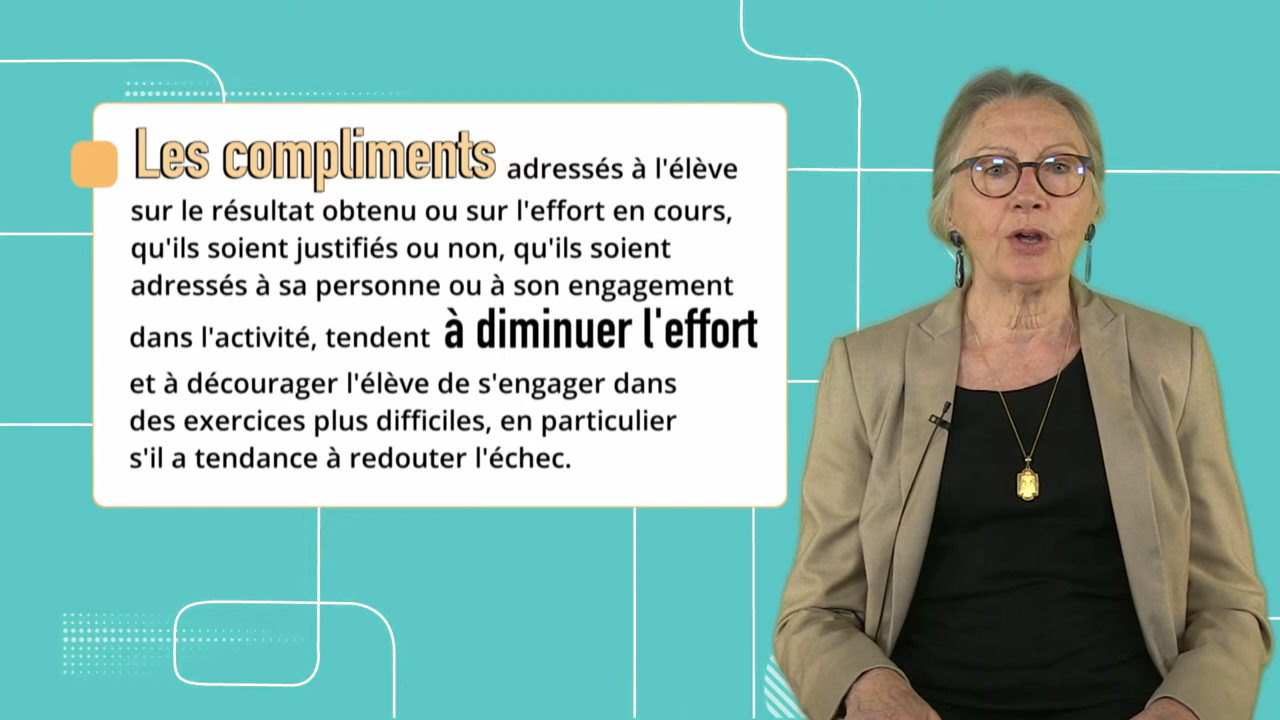 Les compliments adressés à l'élève
sur le résultat obtenu ou sur l'effort en cours,
qu'ils soient justifiés ou non, qu'ils soient
adressés à sa personne ou à son engagement
dans l'activité, tendent à diminuer l'effort
et à décourager l'élève de s'engager dans
des exercices plus difficiles, en particulier
s'il a tendance à redouter l'échec.